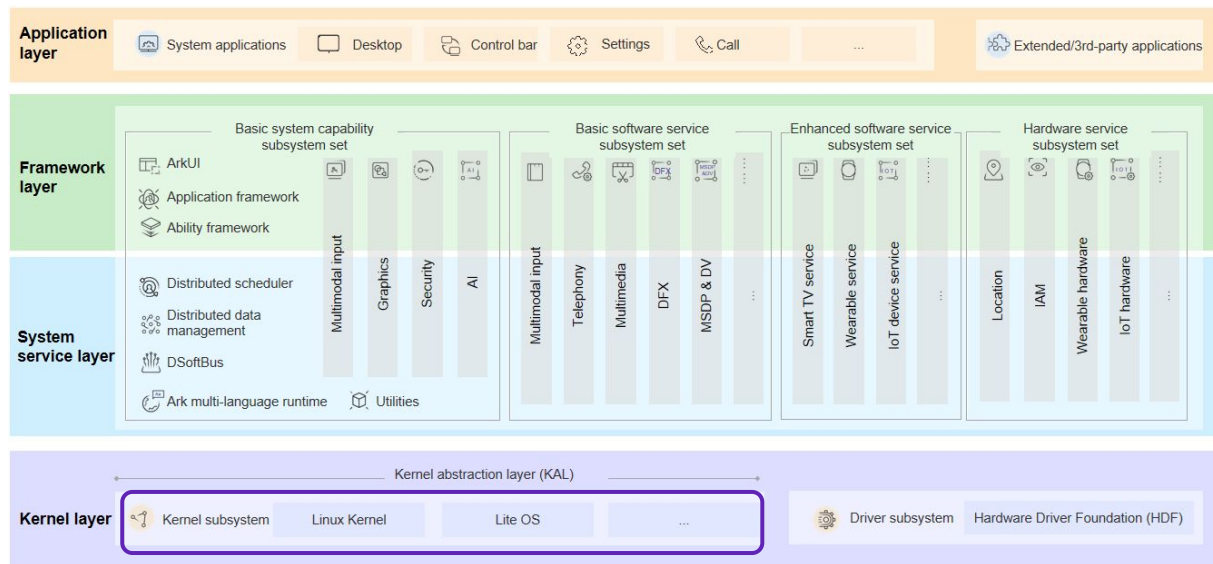 Application
layer
System applications
Desktop
Control bar
Settings
Call
...
Extended/3rd-party applications
Framework
layer
Basic system capability
subsystem set
ArkUI
Application framework
Ability framework
Multimodal input
Graphics
Security
AI
AI
Basic software service
subsystem set
Multimodal input
Telephony
Multimedia
DFX
DFX
MSDP
&DV
MSDP & DV
...
Enhanced software service
subsystem set
Smart TV service
Wearable service
IOT
IoT device service
...
Hardware service
subsystem set
Location
IAM
Wearable hardware
IOT
IoT hardware
...
System
service layer
Distributed scheduler
Distributed data
management
DSoftBus
Ark multi-language runtime
Utilities
Kernel layer
Kernel abstraction layer (KAL)
Kernel subsystem
Linux Kernel
Lite OS
...
Driver subsystem
Hardware Driver Foundation (HDF)